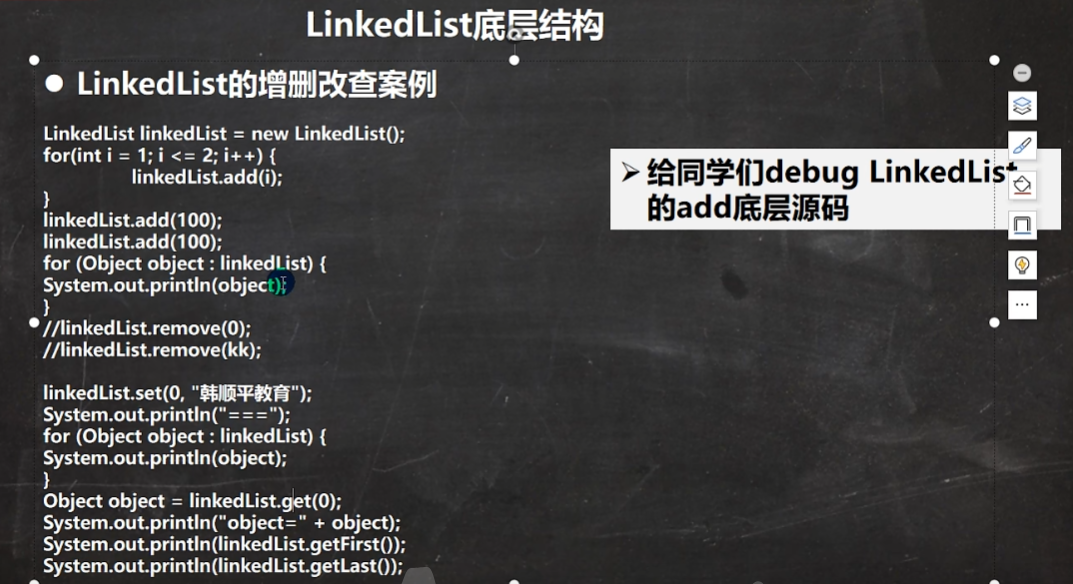 LinkedList底层结构
● LinkedList的增删改查案例
LinkedList linkedList = new LinkedList();
for(int i = 1; i <= 2; i++) {
linkedList.add(i);
}
linkedList.add(100);
linkedList.add(100);
for (Object object : linkedList) {
System.out.println(object);
}
//linkedList.remove(0);
//linkedList.remove(kk);
linkedList.set(0, "韩顺平教育");
System.out.println("===");
for (Object object : linkedList) {
System.out.println(object);
}
Object object = linkedList.get(0);
System.out.println("object=" + object);
System.out.println(linkedList.getFirst());
System.out.println(linkedList.getLast());
➢ 给同学们debug LinkedList
的add底层源码